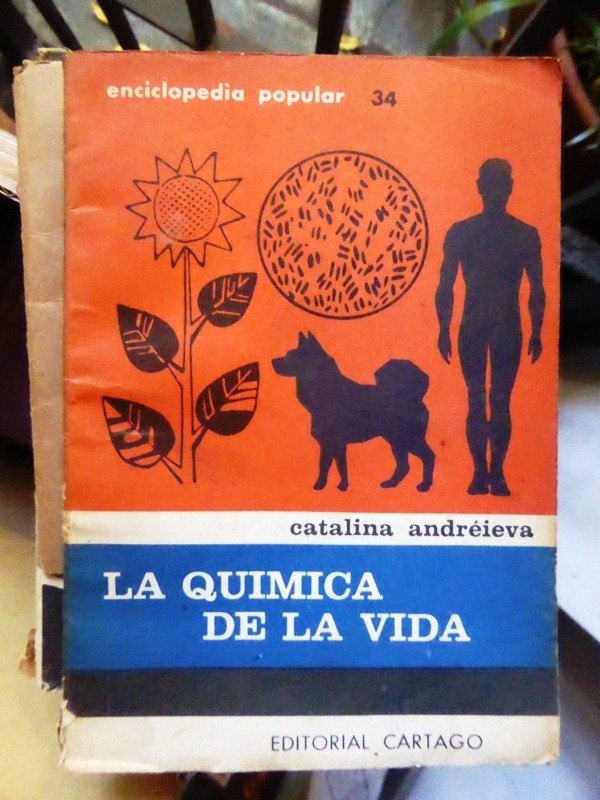 enciclopedia popular 34
catalina andréieva
LA QUIMICA
DE LA VIDA
EDITORIAL CARTAGO